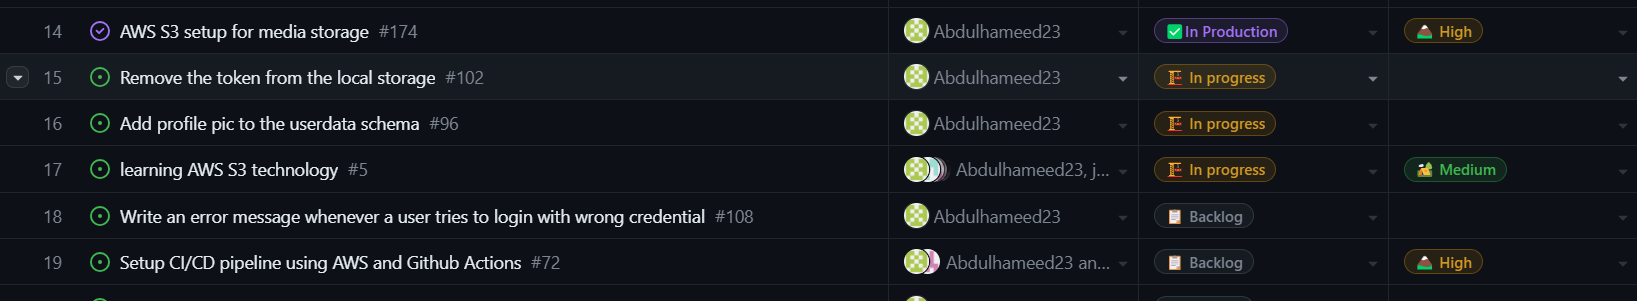 14 AWS S3 setup for media storage #174 Abdulhameed23 In Production High
15 Remove the token from the local storage #102 Abdulhameed23 In progress
16 Add profile pic to the userdata schema #96 Abdulhameed23 In progress
17 learning AWS S3 technology #5 Abdulhameed23, j... In progress Medium
18 Write an error message whenever a user tries to login with wrong credential #108 Abdulhameed23 Backlog
19 Setup CI/CD pipeline using AWS and Github Actions #72 Abdulhameed23 an... Backlog High